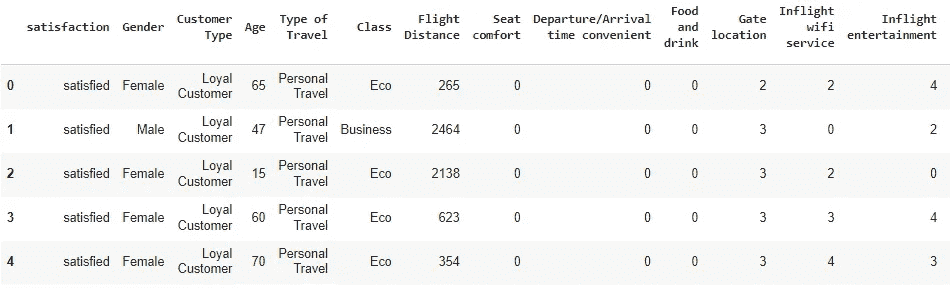 satisfaction Gender Customer Type Age Type of Travel Class Flight Distance Seat comfort Departure/Arrival time convenient Food and drink Gate location Inflight wifi service Inflight entertainment
0 satisfied Female Loyal Customer 65 Personal Travel Eco 265 0 0 0 2 2 4
1 satisfied Male Loyal Customer 47 Personal Travel Business 2464 0 0 0 3 0 2
2 satisfied Female Loyal Customer 15 Personal Travel Eco 2138 0 0 0 3 2 0
3 satisfied Female Loyal Customer 60 Personal Travel Eco 623 0 0 0 3 3 4
4 satisfied Female Loyal Customer 70 Personal Travel Eco 354 0 0 0 3 4 3